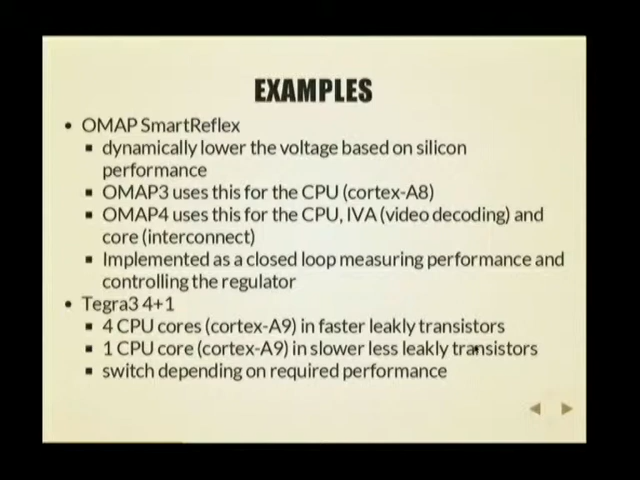 EXAMPLES
• OMAP SmartReflex
▪ dynamically lower the voltage based on silicon
performance
▪ OMAP3 uses this for the CPU (cortex-A8)
▪ OMAP4 uses this for the CPU, IVA (video decoding) and
core (interconnect)
▪ Implemented as a closed loop measuring performance and
controlling the regulator
• Tegra3 4+1
▪ 4 CPU cores (cortex-A9) in faster leakly transistors
▪ 1 CPU core (cortex-A9) in slower less leakly transistors
▪ switch depending on required performance